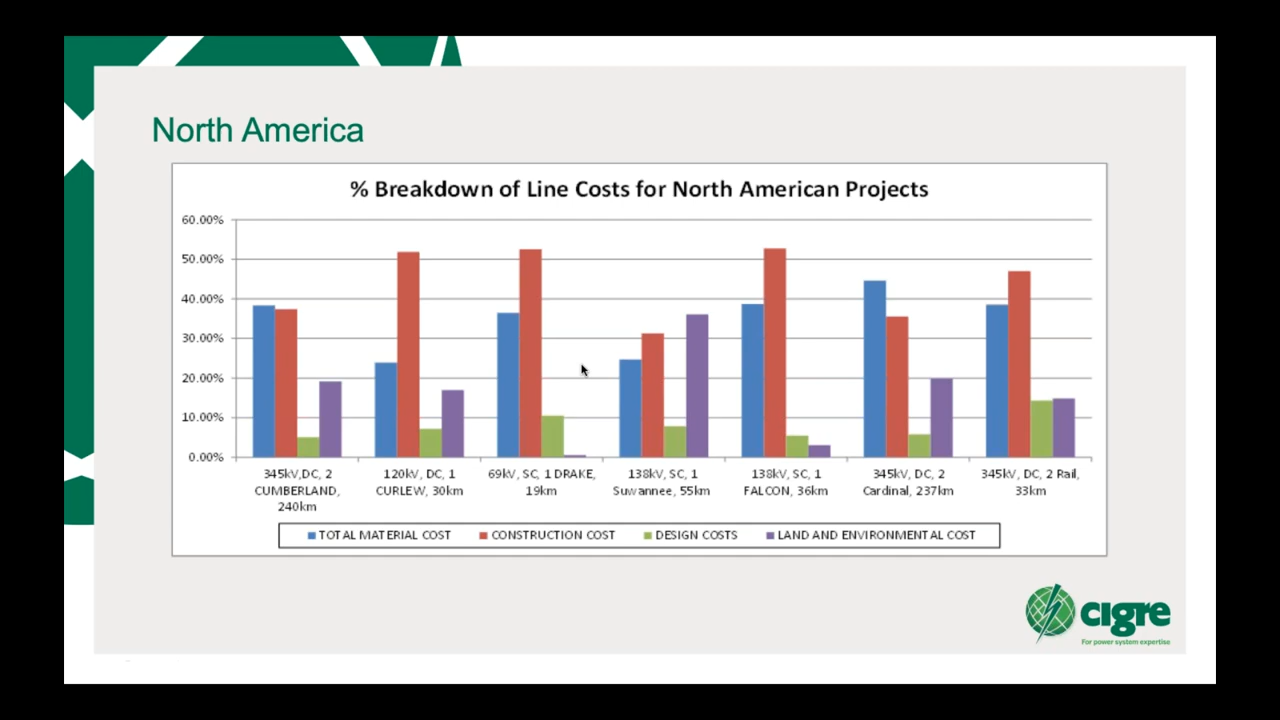 North America
% Breakdown of Line Costs for North American Projects
60.00%
50.00%
40.00%
30.00%
20.00%
10.00%
0.00%
345kV,DC, 2
CUMBERLAND,
240km
120kV, DC, 1
CURLEW, 30km
69kV, SC, 1 DRAKE,
19km
138kV, SC, 1
Suwannee, 55km
138kV, SC, 1
FALCON, 36km
345kV, DC, 2
Cardinal, 237km
345kV, DC, 2 Rail,
33km
TOTAL MATERIAL COST
CONSTRUCTION COST
DESIGN COSTS
LAND AND ENVIRONMENTAL COST
cigre
For power system expertise